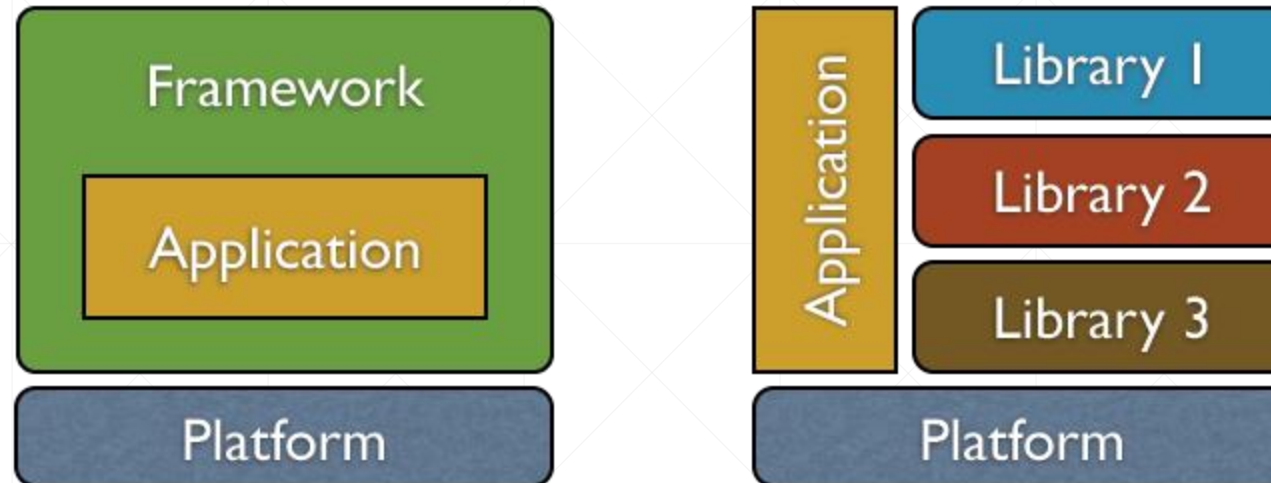 Framework
Application
Platform
Application
Library 1
Library 2
Library 3
Platform